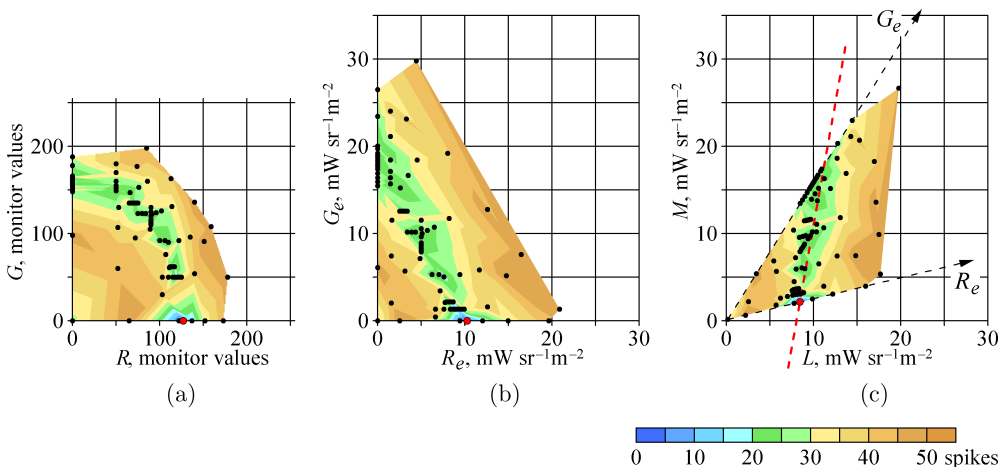 G, monitor values
200
100
0
0
100
200
R, monitor values
(a)
Gₑ, mW sr⁻¹m⁻²
30
20
10
0
0
10
20
30
Rₑ, mW sr⁻¹m⁻²
(b)
M, mW sr⁻¹m⁻²
30
20
10
0
0
10
20
30
Gₑ
Rₑ
L, mW sr⁻¹m⁻²
(c)
0 10 20 30 40 50 spikes